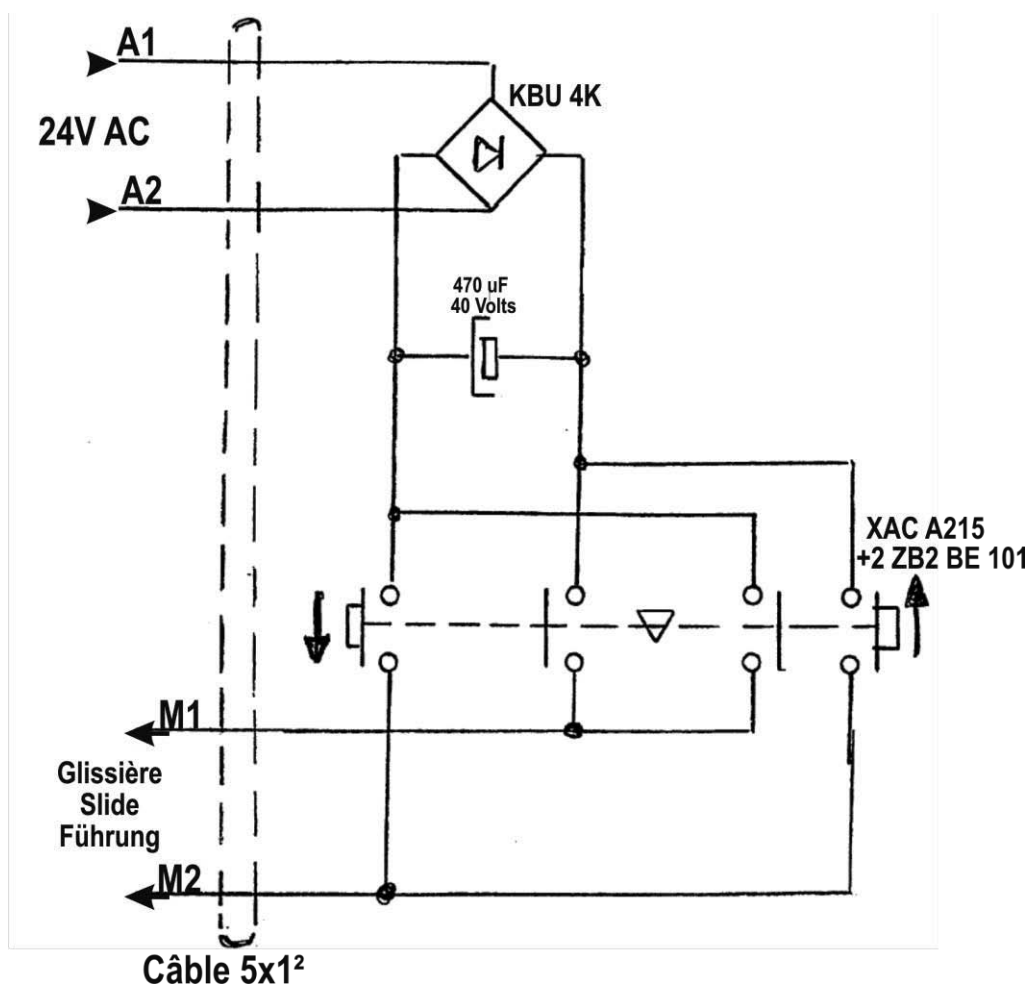 A1
KBU 4K
24V AC
A2
470 uF
40 Volts
XAC A215
+2 ZB2 BE 101
M1
Glissière
Slide
Führung
M2
Câble 5x1²